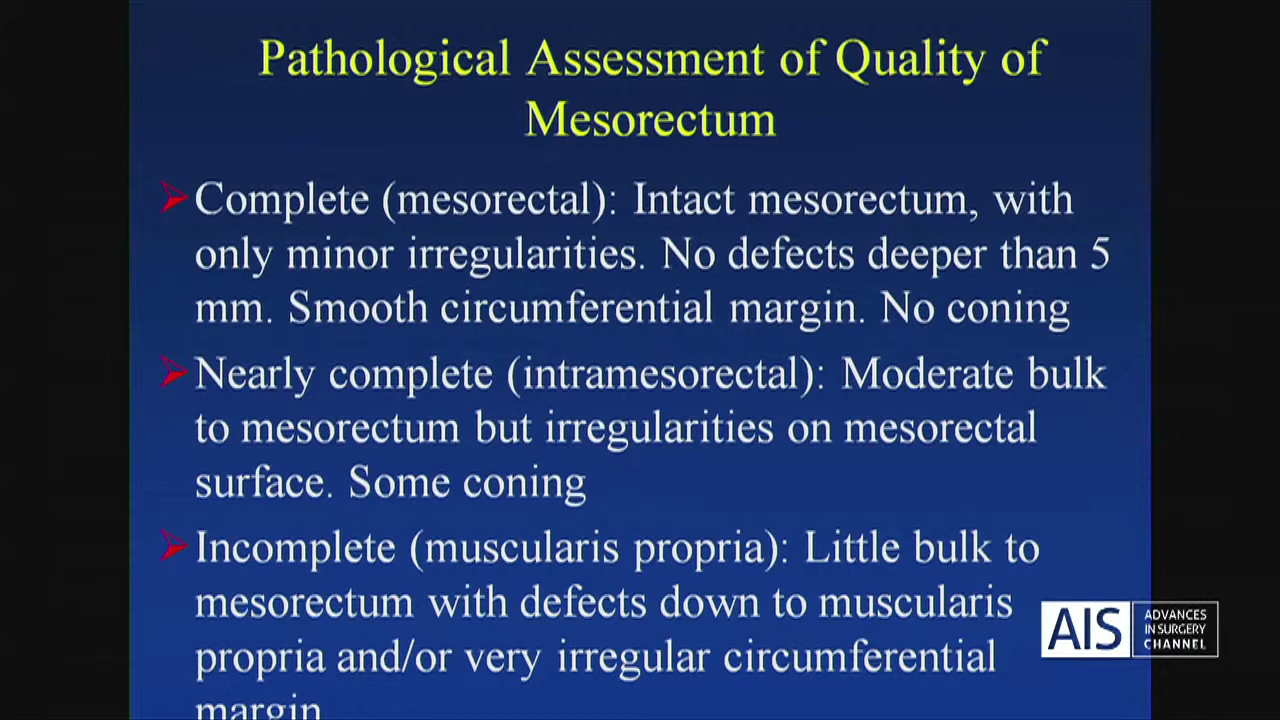 Pathological Assessment of Quality of
Mesorectum
Complete (mesorectal): Intact mesorectum, with
only minor irregularities. No defects deeper than 5
mm. Smooth circumferential margin. No coning
Nearly complete (intramesorectal): Moderate bulk
to mesorectum but irregularities on mesorectal
surface. Some coning
Incomplete (muscularis propria): Little bulk to
mesorectum with defects down to muscularis
propria and/or very irregular circumferential
margin
AIS
ADVANCES
IN SURGERY
CHANNEL